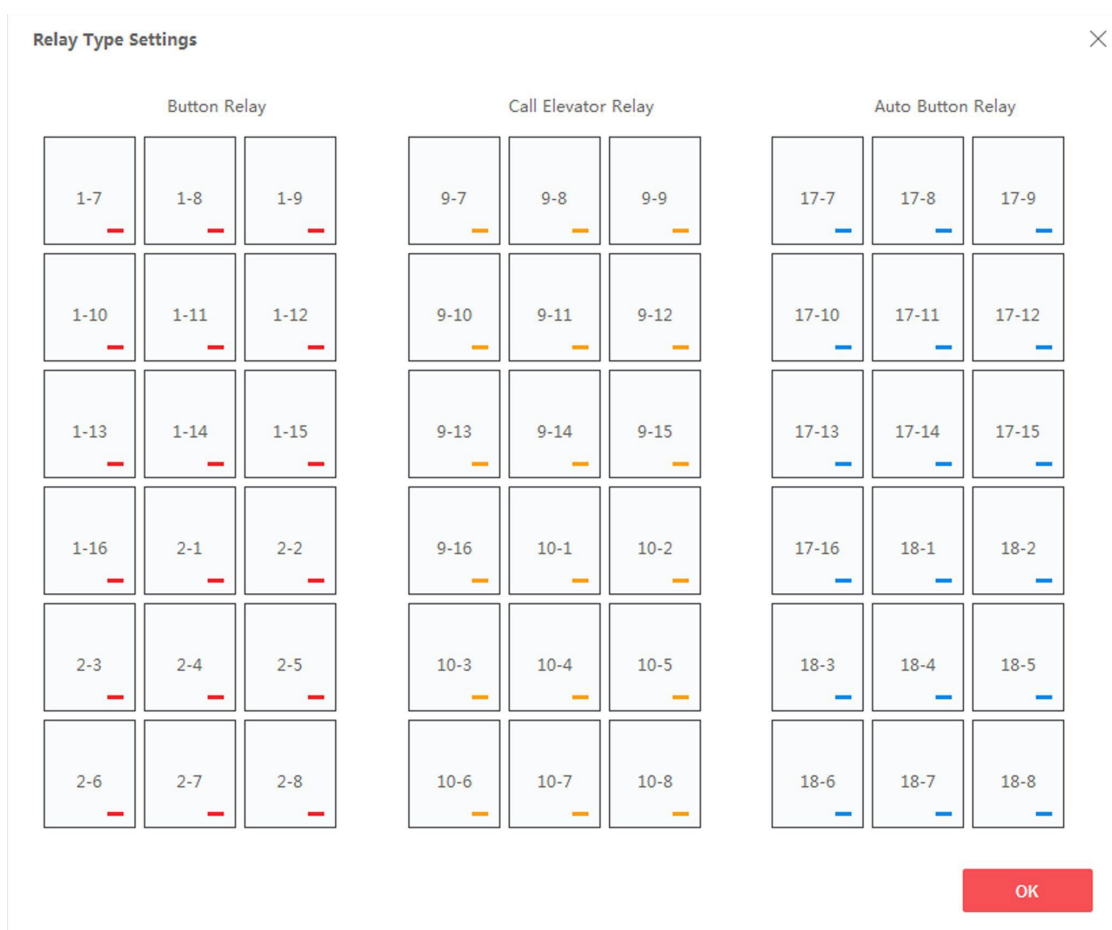 Relay Type Settings
Button Relay Call Elevator Relay Auto Button Relay
1-7 1-8 1-9 9-7 9-8 9-9 17-7 17-8 17-9
1-10 1-11 1-12 9-10 9-11 9-12 17-10 17-11 17-12
1-13 1-14 1-15 9-13 9-14 9-15 17-13 17-14 17-15
1-16 2-1 2-2 9-16 10-1 10-2 17-16 18-1 18-2
2-3 2-4 2-5 10-3 10-4 10-5 18-3 18-4 18-5
2-6 2-7 2-8 10-6 10-7 10-8 18-6 18-7 18-8
OK